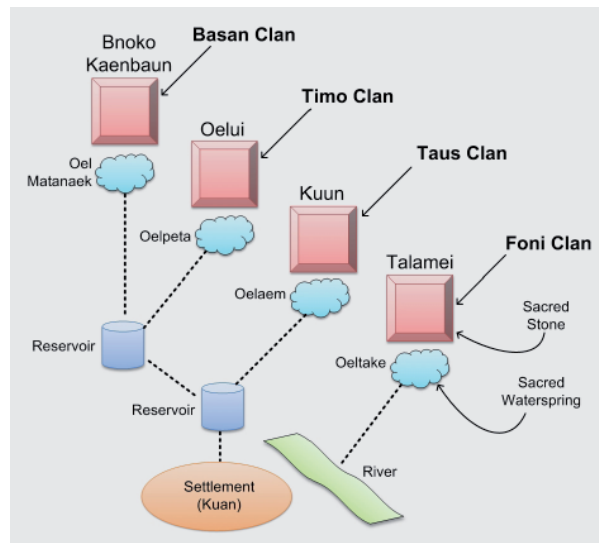 Basan Clan
Bnoko
Kaenbaun
Timo Clan
Oelui
Oel
Matanaek
Taus Clan
Kuun
Oelpeta
Foni Clan
Talamei
Oelaem
Sacred
Stone
Reservoir
Oeltake
Sacred
Waterspring
Reservoir
River
Settlement
(Kuan)